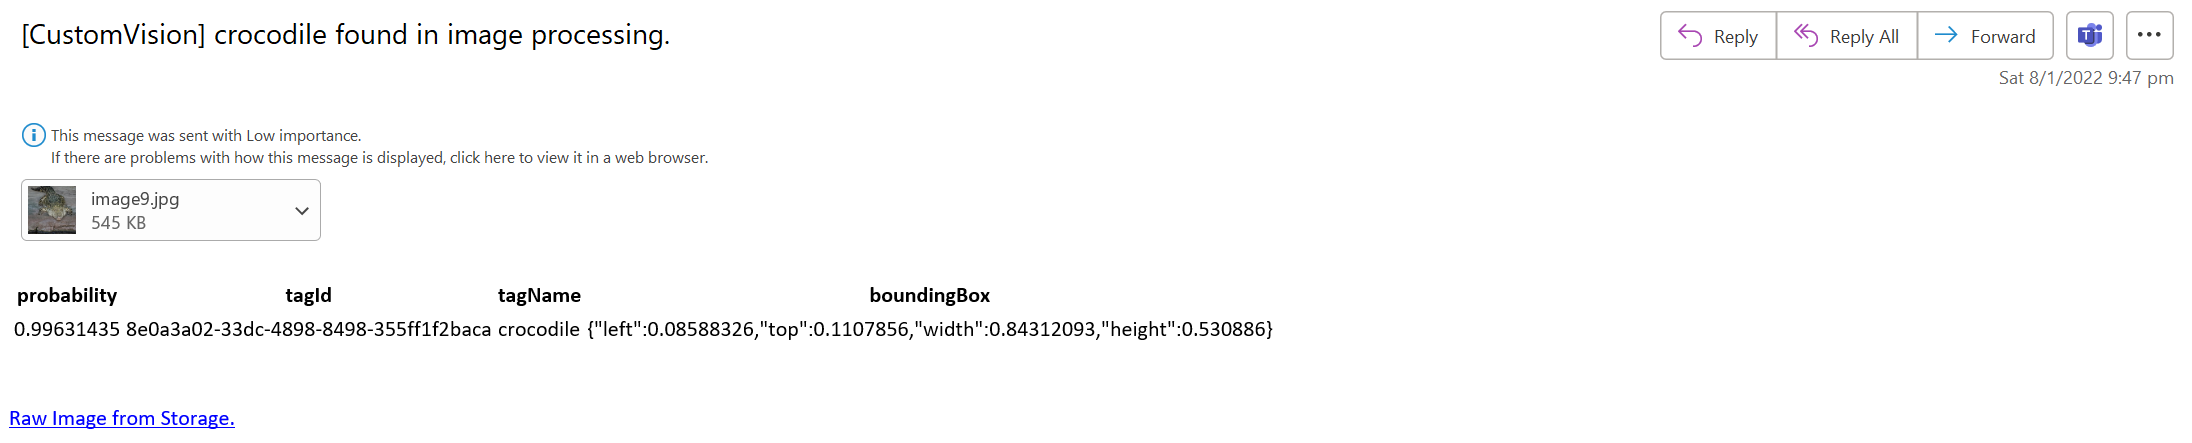 [CustomVision] crocodile found in image processing.
Reply
Reply All
Forward
Sat 8/1/2022 9:47 pm
This message was sent with Low importance.
If there are problems with how this message is displayed, click here to view it in a web browser.
image9.jpg
545 KB
probability tagId tagName boundingBox
0.99631435 8e0a3a02-33dc-4898-8498-355ff1f2baca crocodile {"left":0.08588326,"top":0.1107856,"width":0.84312093,"height":0.530886}
Raw Image from Storage.